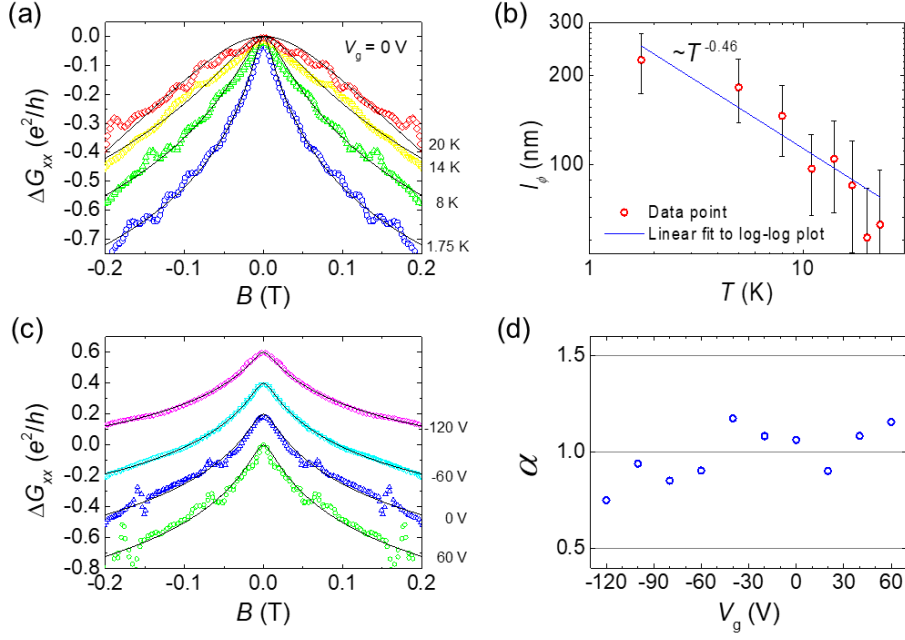 (a)
V_g = 0 V
0.0
-0.1
-0.2
-0.3
-0.4
-0.5
-0.6
-0.7
ΔG_xx (e²/h)
20 K
14 K
8 K
1.75 K
-0.2 -0.1 0.0 0.1 0.2
B (T)
(b)
300
200
100
l_ϕ (nm)
~T^-0.46
Data point
Linear fit to log-log plot
1 10
T (K)
(c)
0.6
0.4
0.2
0.0
-0.2
-0.4
-0.6
-0.8
ΔG_xx (e²/h)
-120 V
-60 V
0 V
60 V
-0.2 -0.1 0.0 0.1 0.2
B (T)
(d)
1.5
1.0
0.5
α
-120 -90 -60 -30 0 30 60
V_g (V)